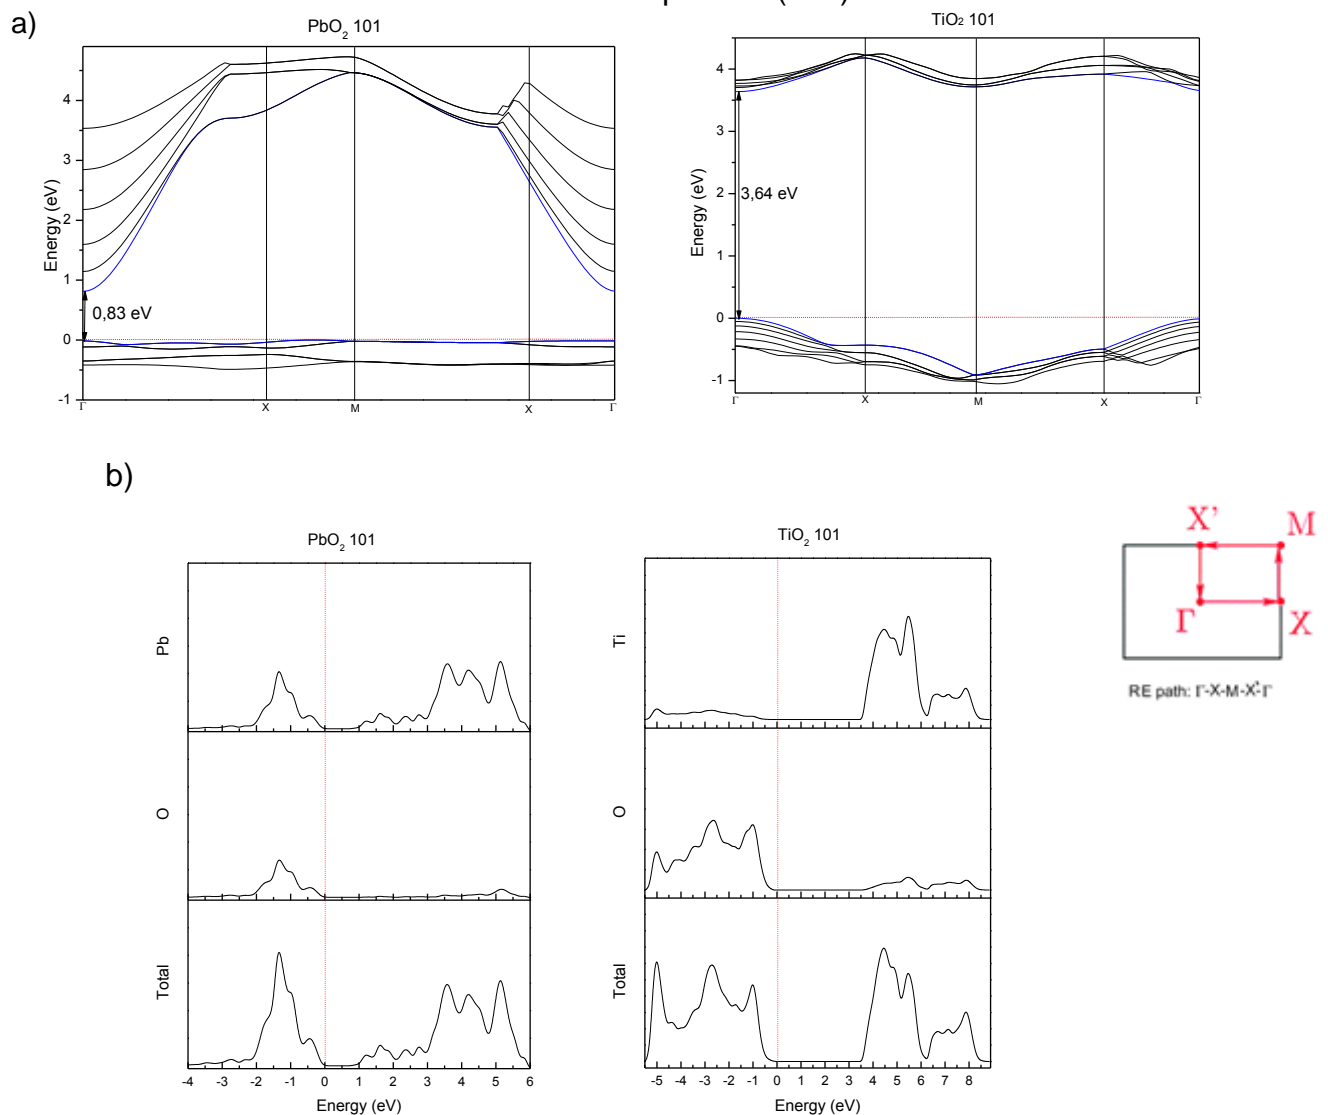 a)
PbO2 101
TiO2 101
Energy (eV)
4
3
2
1
0
-1
0,83 eV
Γ X M X Γ
Energy (eV)
4
3
2
1
0
-1
3,64 eV
Γ X M X Γ
b)
PbO2 101
TiO2 101
Pb
O
Total
-4 -3 -2 -1 0 1 2 3 4 5 6
Energy (eV)
Ti
O
Total
-5 -4 -3 -2 -1 0 1 2 3 4 5 6 7 8
Energy (eV)
X' M
Γ X
RE path: Γ-X-M-X'-Γ